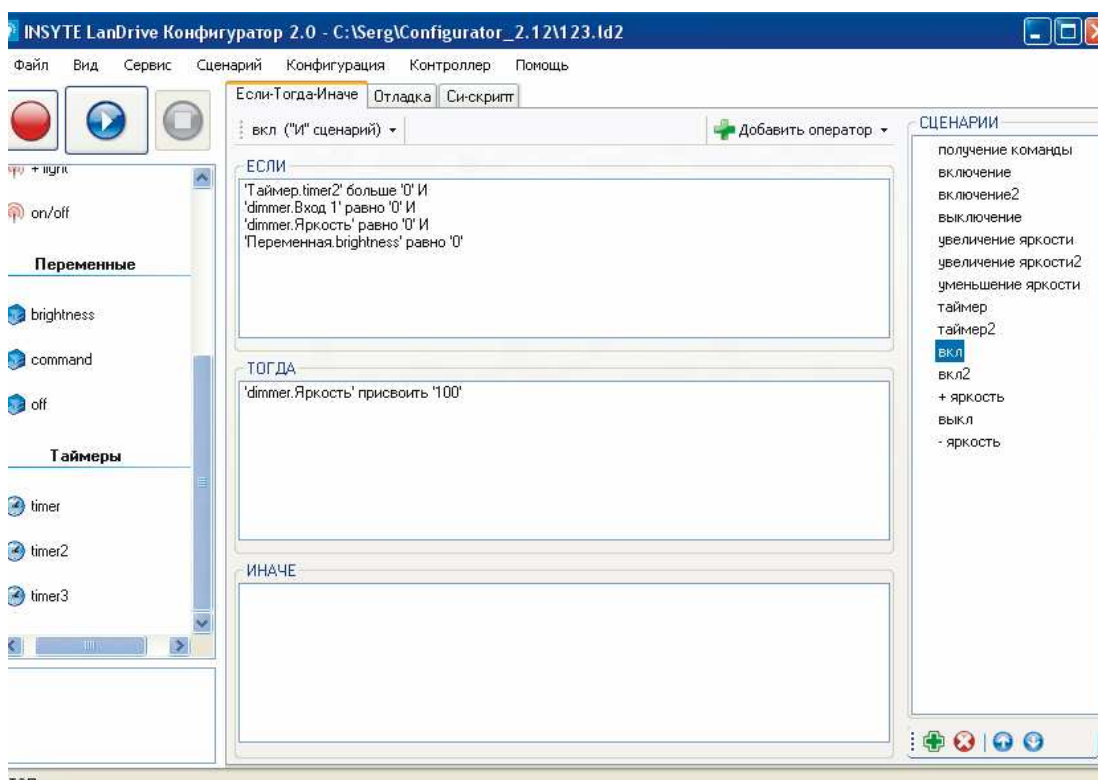 INSYTE LanDrive Конфигуратор 2.0 - C:\Serg\Configurator_2.12\123.ld2
Файл Вид Сервис Сценарий Конфигурация Контроллер Помощь
Если-Тогда-Иначе Отладка Си-скрипт
вкл ("И" сценарий)
Добавить оператор
+ light
on/off
Переменные
brightness
command
off
Таймеры
timer
timer2
timer3
ЕСЛИ
'Таймер.timer2' больше '0' И
'dimmer.Вход 1' равно '0' И
'dimmer.Яркость' равно '0' И
'Переменная.brightness' равно '0'
ТОГДА
'dimmer.Яркость' присвоить '100'
ИНАЧЕ
СЦЕНАРИИ
получение команды
включение
включение2
выключение
увеличение яркости
увеличение яркости2
уменьшение яркости
таймер
таймер2
вкл
вкл2
+ яркость
выкл
- яркость